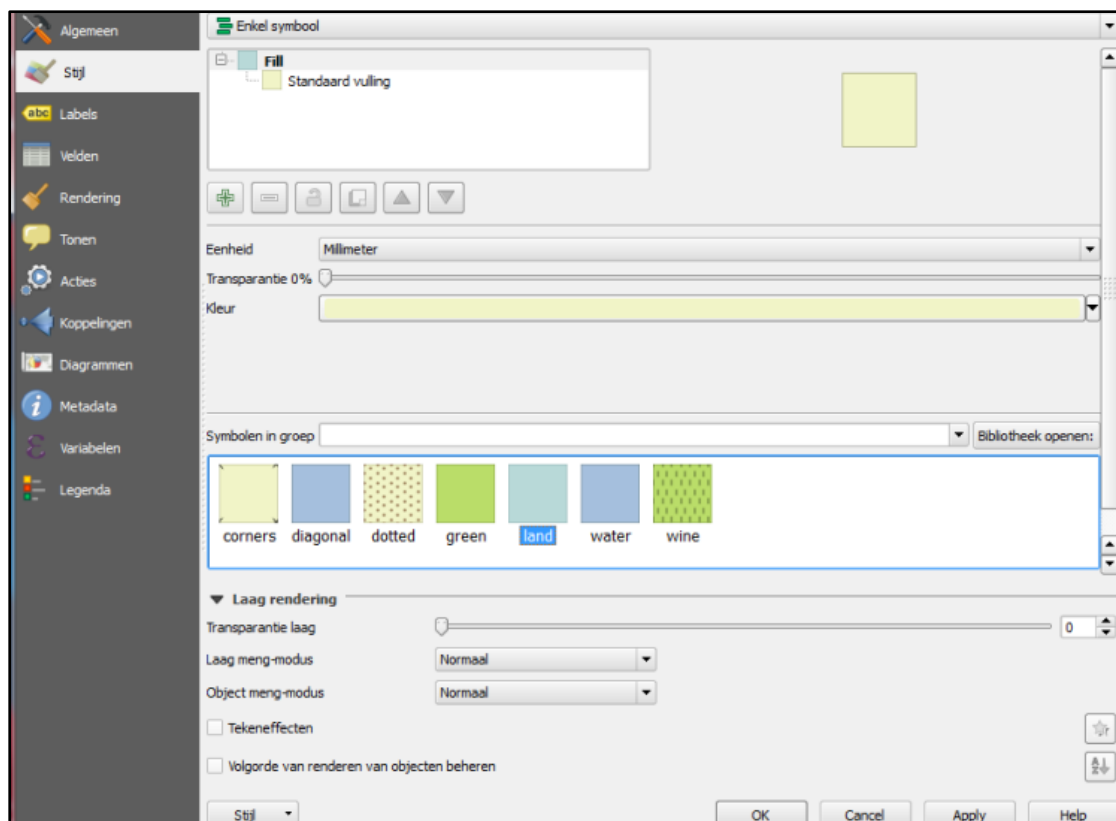 Algemeen
Stijl
abc Labels
Velden
Rendering
Tonen
Acties
Koppelingen
Diagrammen
Metadata
Variabelen
Legenda
Enkel symbool
Fill
Standaard vulling
Eenheid Millimeter
Transparantie 0%
Kleur
Symbolen in groep Bibliotheek openen:
corners diagonal dotted green land water wine
Laag rendering
Transparantie laag 0
Laag meng-modus Normaal
Object meng-modus Normaal
Tekeneffecten
Volgorde van renderen van objecten beheren
Stijl OK Cancel Apply Help